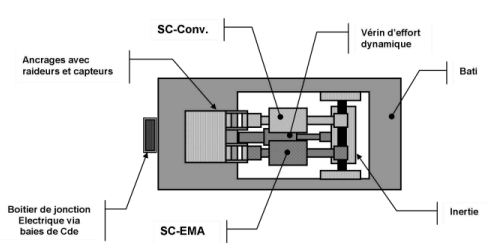 SC-Conv.
Vérin d'effort
dynamique
Ancrages avec
raideurs et capteurs
Bati
Boitier de jonction
Electrique via
baies de Cde
SC-EMA
Inertie